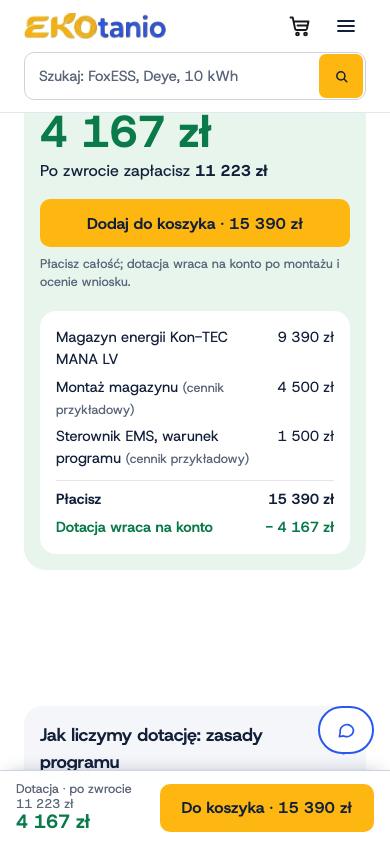 EKOtanio
Szukaj: FoxESS, Deye, 10 kWh
4 167 zł
Po zwrocie zapłacisz 11 223 zł
Dodaj do koszyka · 15 390 zł
Płacisz całość; dotacja wraca na konto po montażu i
ocenie wniosku.
Magazyn energii Kon-TEC 9 390 zł
MANA LV
Montaż magazynu (cennik 4 500 zł
przykładowy)
Sterownik EMS, warunek 1 500 zł
programu (cennik przykładowy)
Płacisz 15 390 zł
Dotacja wraca na konto − 4 167 zł
Jak liczymy dotację: zasady
programu
Dotacja · po zwrocie
11 223 zł
4 167 zł
Do koszyka · 15 390 zł